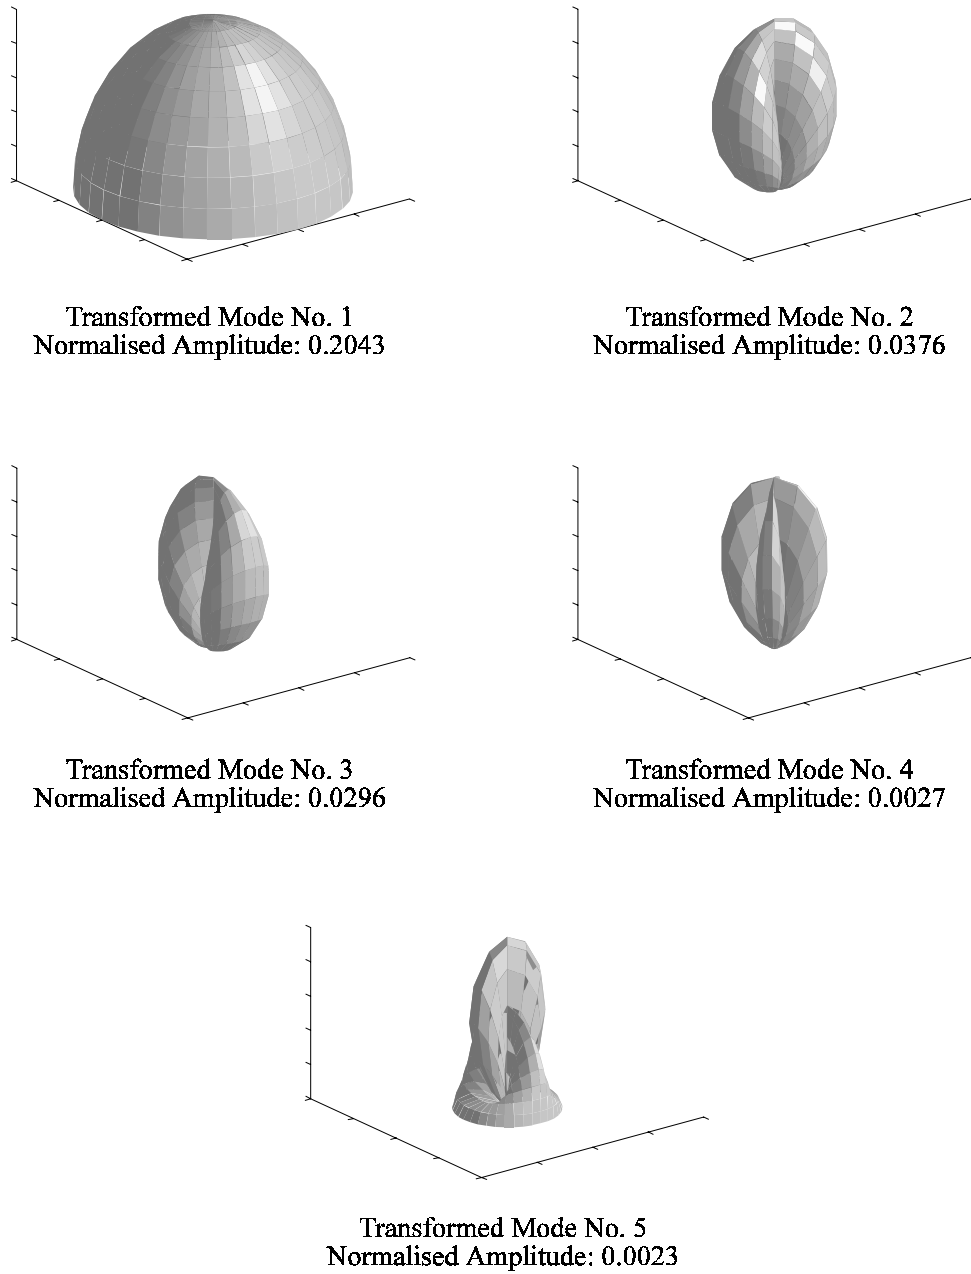 Transformed Mode No. 1
Normalised Amplitude: 0.2043
Transformed Mode No. 2
Normalised Amplitude: 0.0376
Transformed Mode No. 3
Normalised Amplitude: 0.0296
Transformed Mode No. 4
Normalised Amplitude: 0.0027
Transformed Mode No. 5
Normalised Amplitude: 0.0023